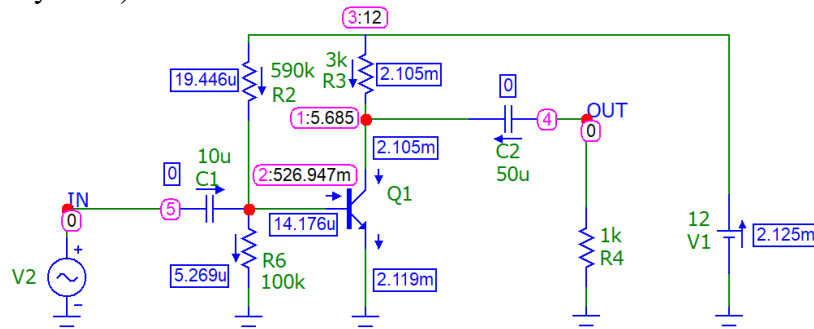 3:12
590k
R2
19.446u
3k
R3
2.105m
1:5.685
0
OUT
4
0
C2
50u
2.105m
10u
0
C1
2:526.947m
Q1
IN
5
0
14.176u
12
V1
2.125m
V2
+
-
5.269u
R6
100k
2.119m
1k
R4